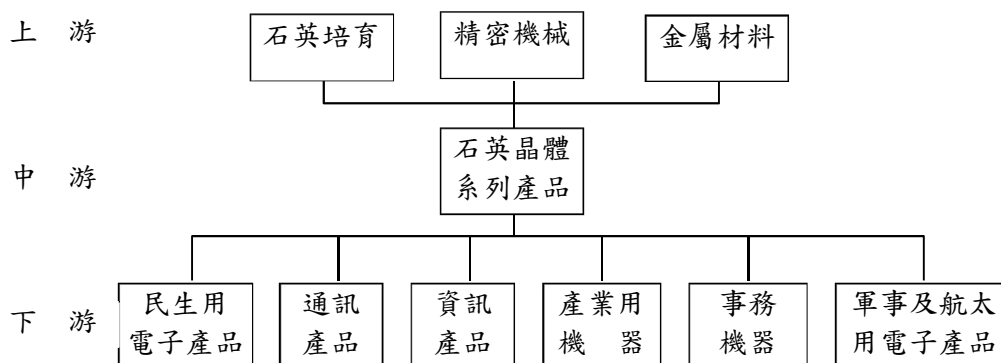 上 游
石英培育
精密機械
金屬材料
中 游
石英晶體
系列產品
下 游
民生用
電子產品
通訊
產品
資訊
產品
產業用
機 器
事務
機器
軍事及航太
用電子產品